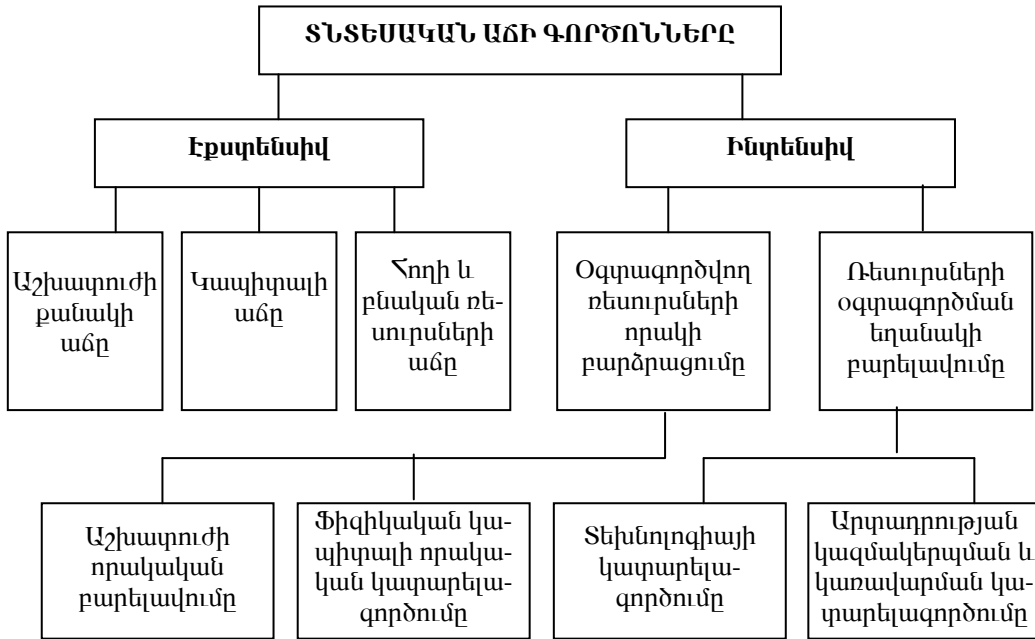 ՏՆՏԵՍԱԿԱՆ ԱՃԻ ԳՈՐԾՈՆՆԵՐԸ
Էքստենսիվ
Ինտենսիվ
Աշխատուժի
քանակի
աճը
Կապիտալի
աճը
Հողի և
բնական ռե-
սուրսների
աճը
Օգտագործվող
ռեսուրսների
որակի
բարձրացումը
Ռեսուրսների
օգտագործման
եղանակի
բարելավումը
Աշխատուժի
որակական
բարելավումը
Ֆիզիկական կա-
պիտալի որակա-
կան կատարելա-
գործումը
Տեխնոլոգիայի
կատարելա-
գործումը
Արտադրության
կազմակերպման և
կառավարման կա-
տարելագործումը